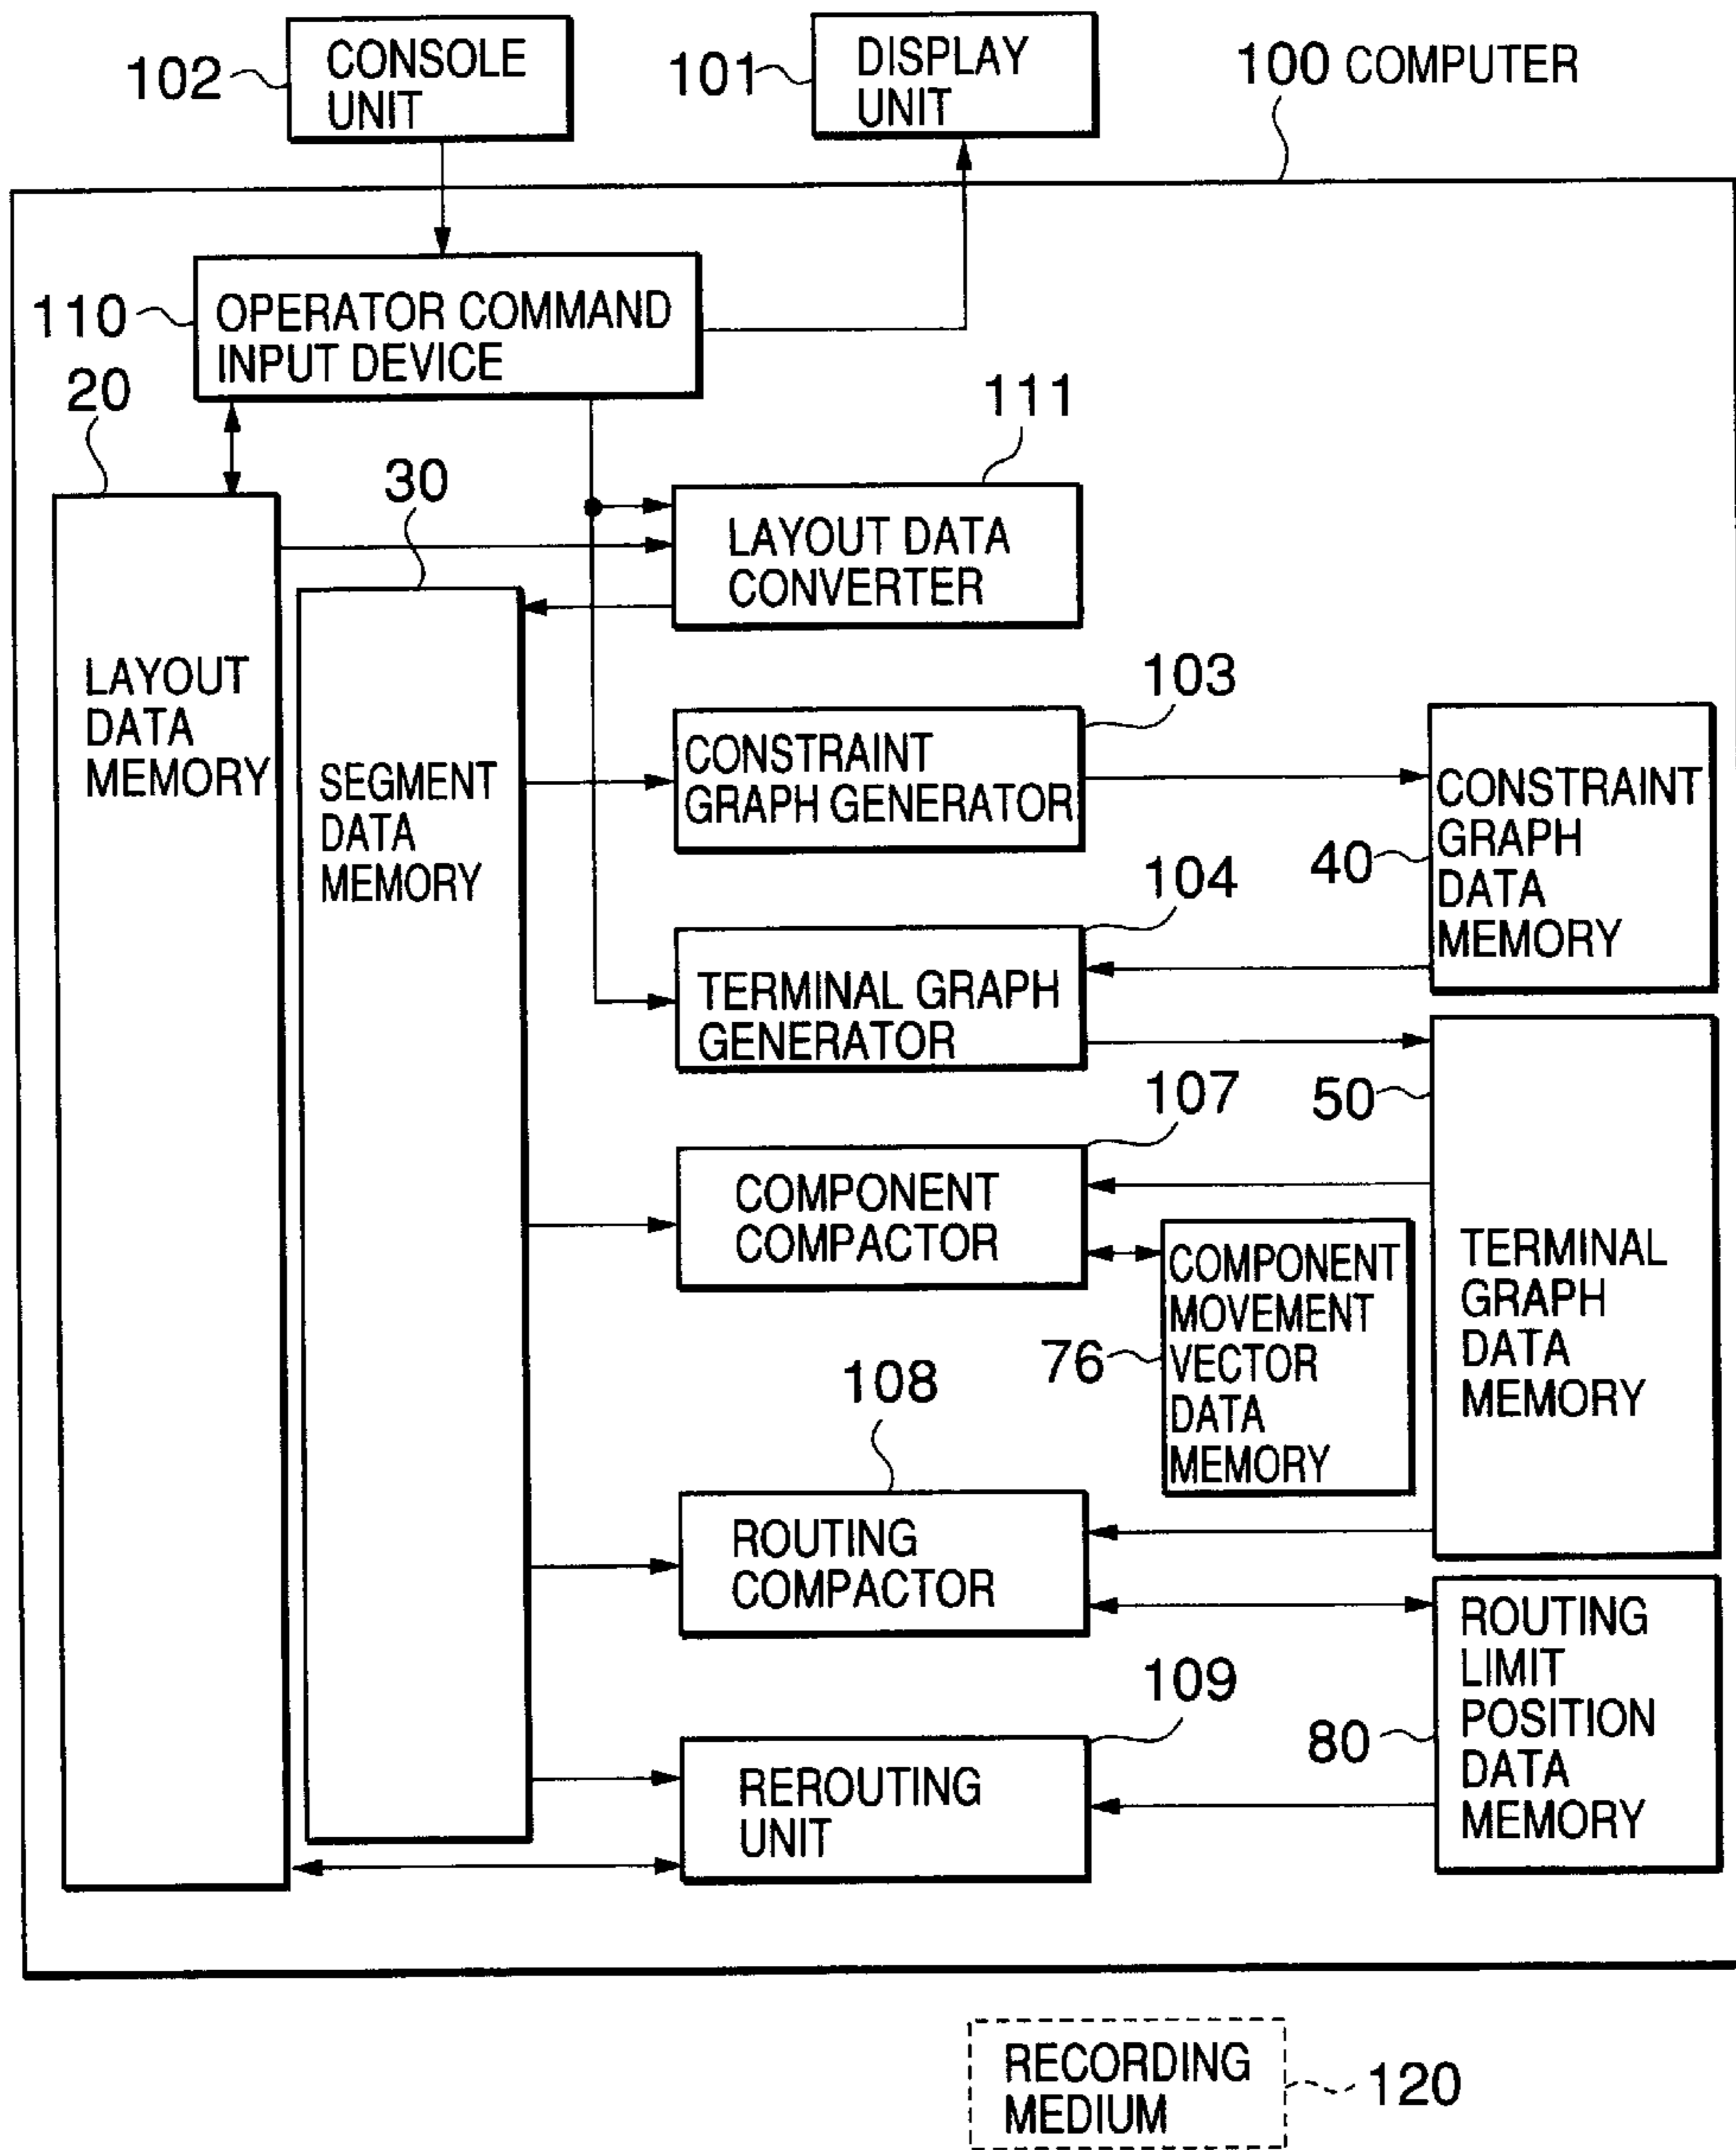 102
CONSOLE
UNIT
101
DISPLAY
UNIT
100 COMPUTER
110
OPERATOR COMMAND
INPUT DEVICE
20
30
111
LAYOUT DATA
CONVERTER
LAYOUT
DATA
MEMORY
SEGMENT
DATA
MEMORY
103
CONSTRAINT
GRAPH GENERATOR
40
CONSTRAINT
GRAPH
DATA
MEMORY
104
TERMINAL GRAPH
GENERATOR
107
COMPONENT
COMPACTOR
50
TERMINAL
GRAPH
DATA
MEMORY
76
COMPONENT
MOVEMENT
VECTOR
DATA
MEMORY
108
ROUTING
COMPACTOR
80
ROUTING
LIMIT
POSITION
DATA
MEMORY
109
REROUTING
UNIT
RECORDING
MEDIUM
120